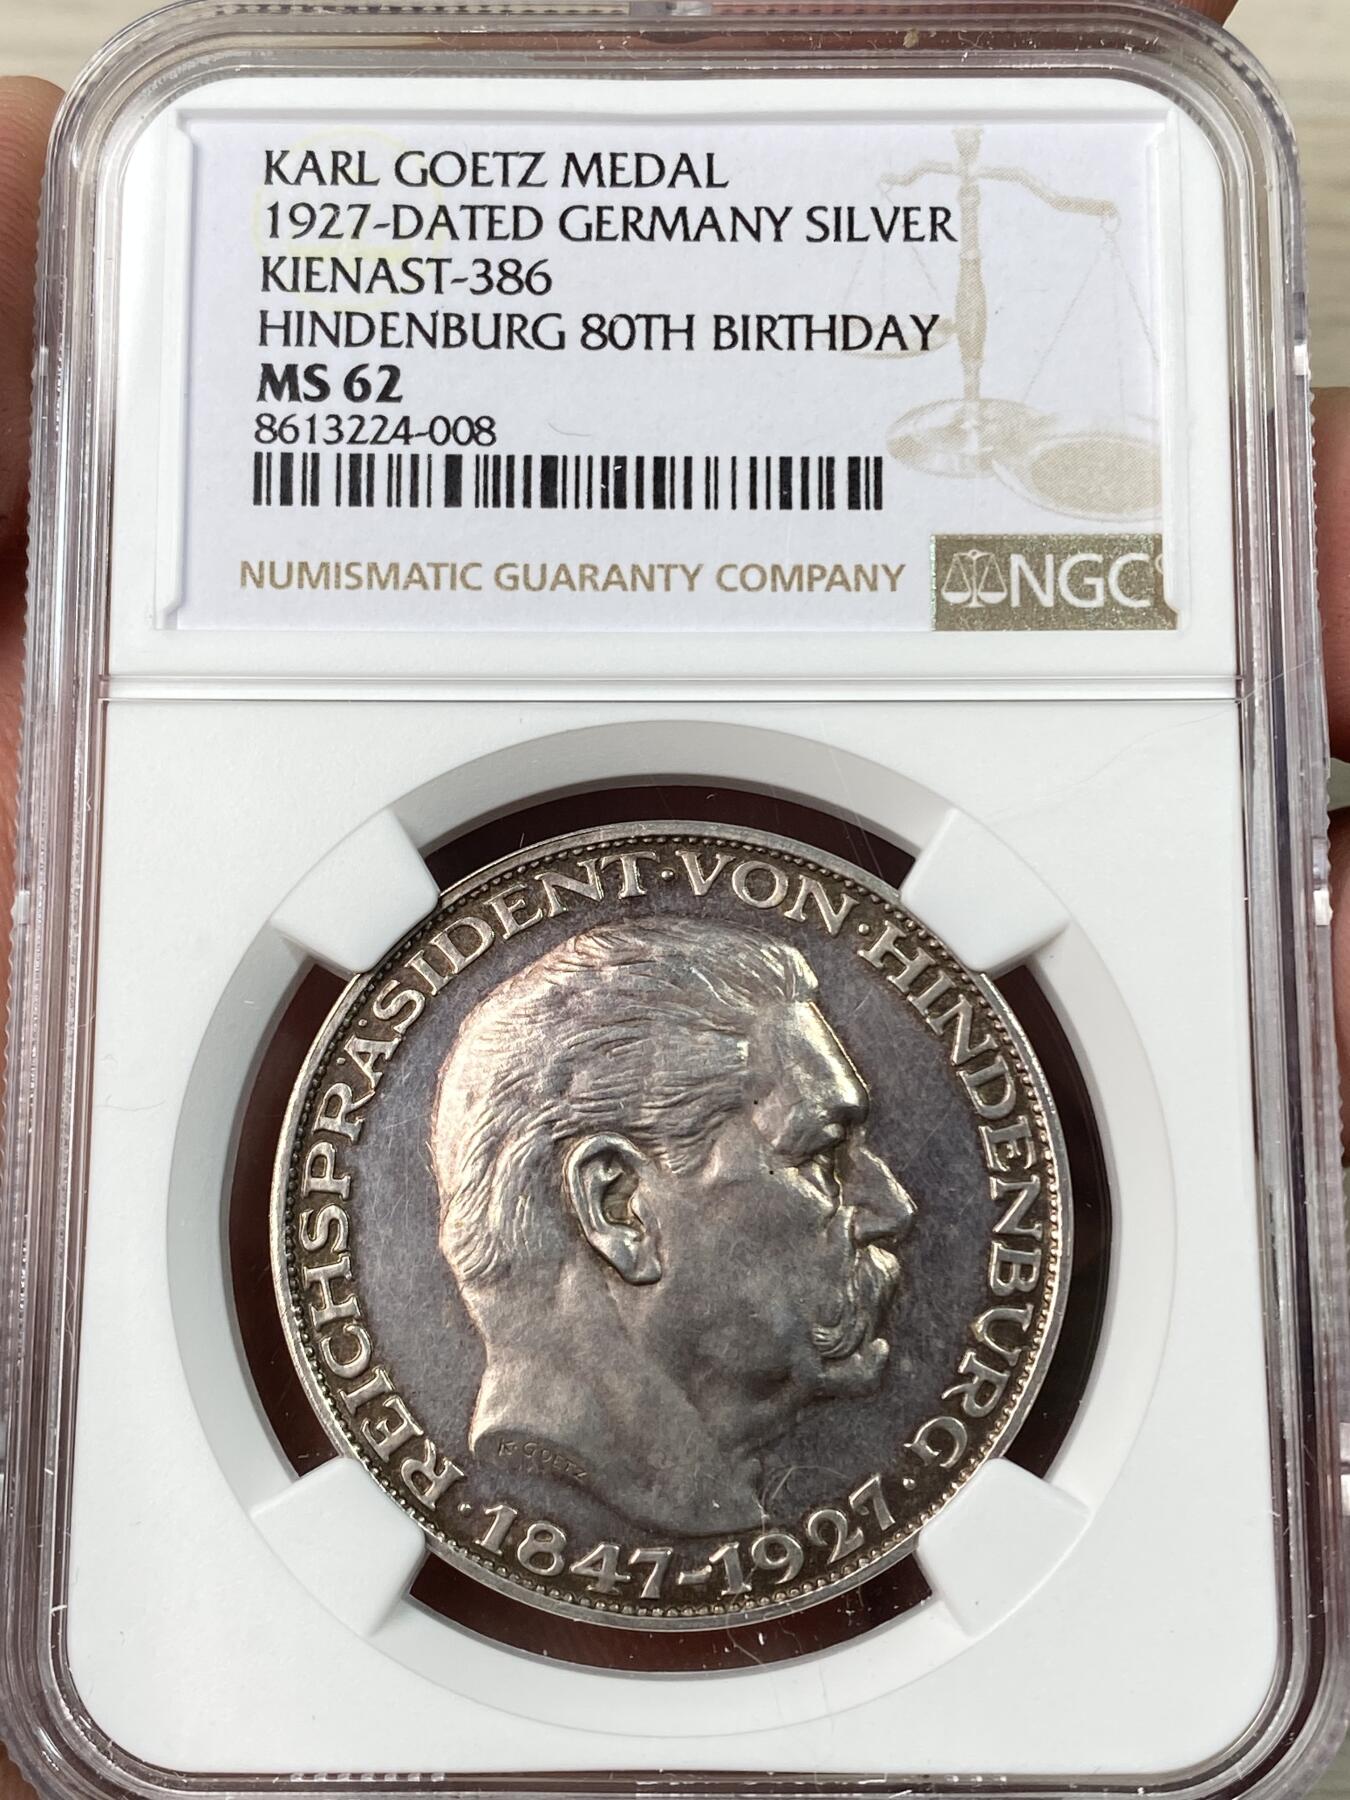 KARL GOETZ MEDAL
1927-DATED GERMANY SILVER
KIENAST-386
HINDENBURG 80TH BIRTHDAY
MS 62
8613224-008
NUMISMATIC GUARANTY COMPANY
NGC
REICHSPRÄSIDENT·VON·HINDENBURG·
·1847-1927·
K·GOETZ